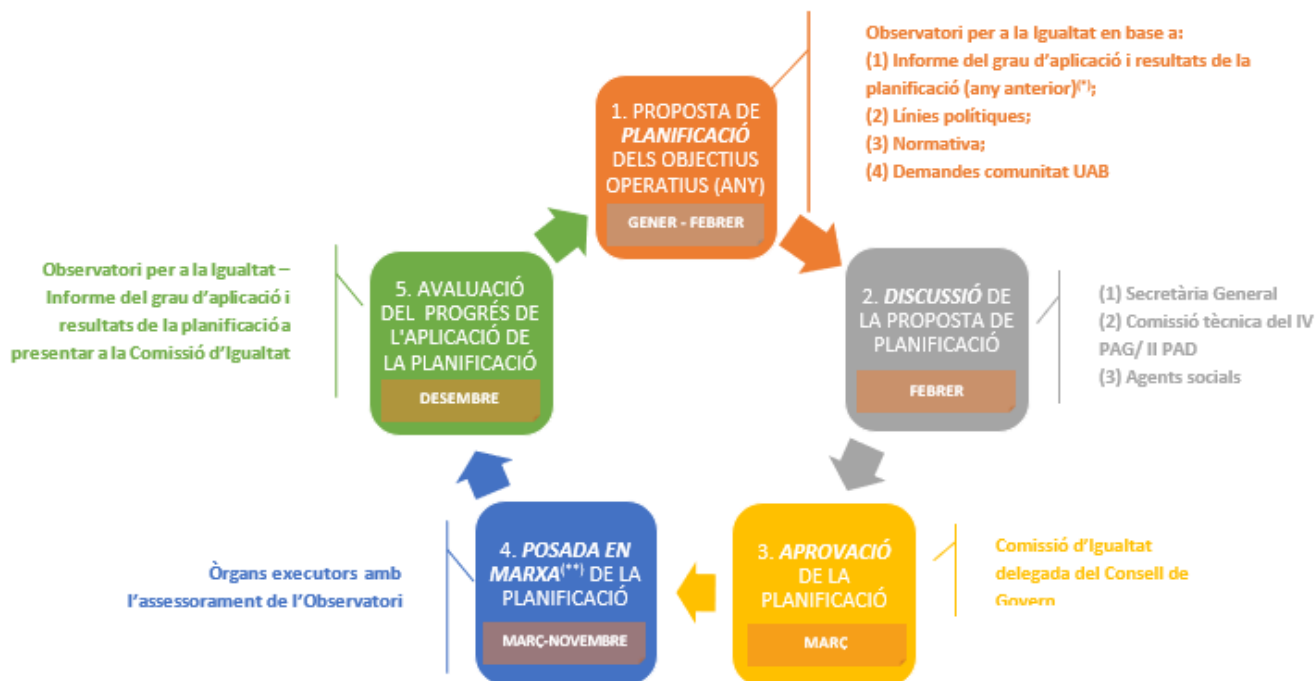 Observatori per a la Igualtat en base a:
(1) Informe del grau d'aplicació i resultats de la
planificació (any anterior)(*);
(2) Línies polítiques;
(3) Normativa;
(4) Demandes comunitat UAB
1. PROPOSTA DE
PLANIFICACIÓ
DELS OBJECTIUS
OPERATIUS (ANY)
GENER - FEBRER
2. DISCUSSIÓ DE
LA PROPOSTA DE
PLANIFICACIÓ
FEBRER
(1) Secretària General
(2) Comissió tècnica del IV
PAG/ II PAD
(3) Agents socials
3. APROVACIÓ
DE LA
PLANIFICACIÓ
MARÇ
Comissió d'Igualtat
delegada del Consell de
Govern
4. POSADA EN
MARXA(**) DE LA
PLANIFICACIÓ
MARÇ-NOVEMBRE
Òrgans executors amb
l'assessorament de l'Observatori
5. AVALUACIÓ
DEL PROGRÉS DE
L'APLICACIÓ DE
LA PLANIFICACIÓ
DESEMBRE
Observatori per a la Igualtat –
Informe del grau d'aplicació i
resultats de la planificació a
presentar a la Comissió d'Igualtat